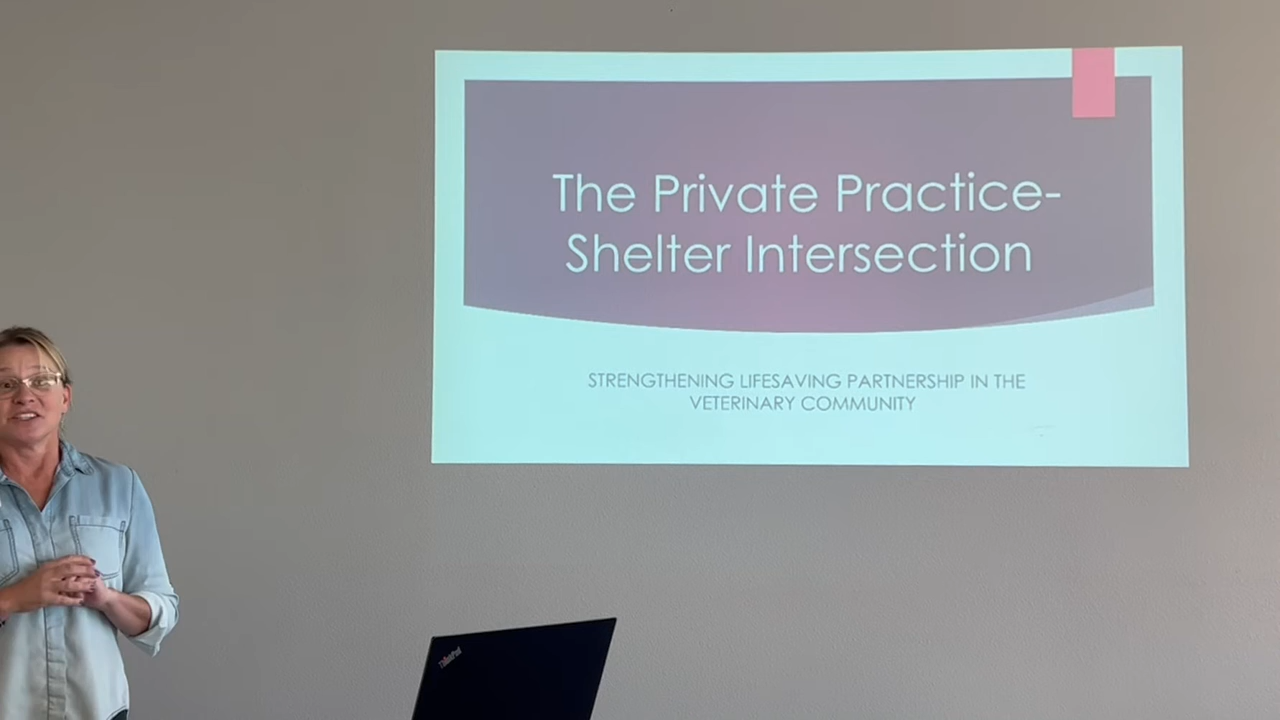 The Private Practice-
Shelter Intersection
STRENGTHENING LIFESAVING PARTNERSHIP IN THE
VETERINARY COMMUNITY
ThinkPad